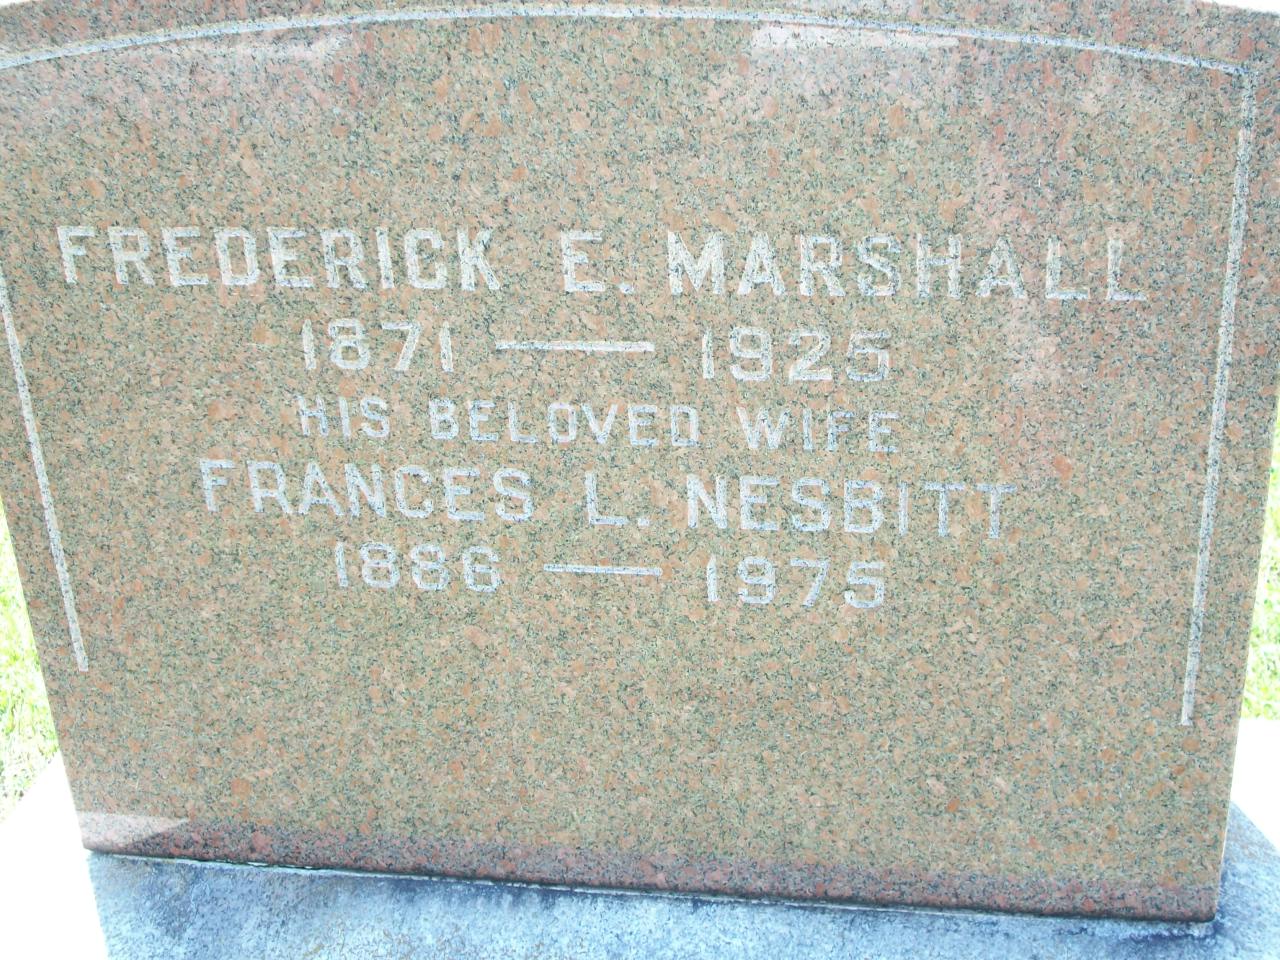 FREDERICK E. MARSHALL
1871 — 1925
HIS BELOVED WIFE
FRANCES L. NESBITT
1886 — 1975